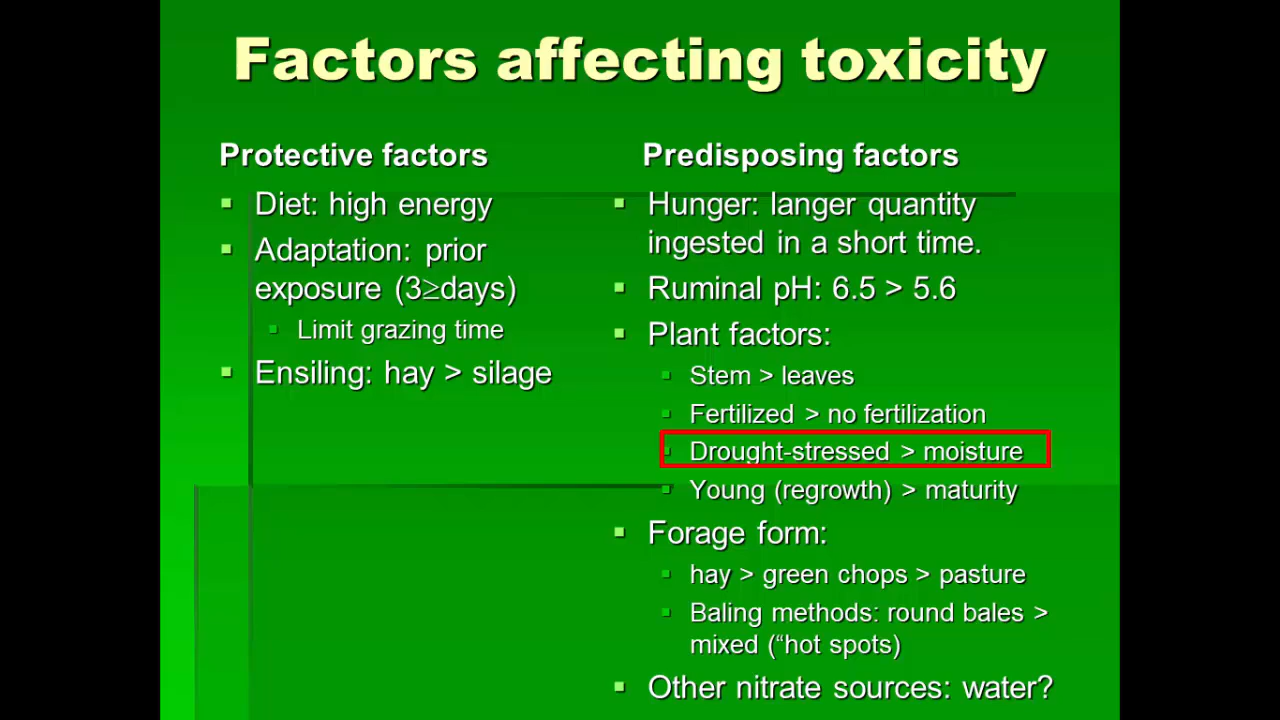 Factors affecting toxicity
Protective factors
Diet: high energy
Adaptation: prior
exposure (3≥days)
Limit grazing time
Ensiling: hay > silage
Predisposing factors
Hunger: langer quantity
ingested in a short time.
Ruminal pH: 6.5 > 5.6
Plant factors:
Stem > leaves
Fertilized > no fertilization
Drought-stressed > moisture
Young (regrowth) > maturity
Forage form:
hay > green chops > pasture
Baling methods: round bales >
mixed (“hot spots)
Other nitrate sources: water?